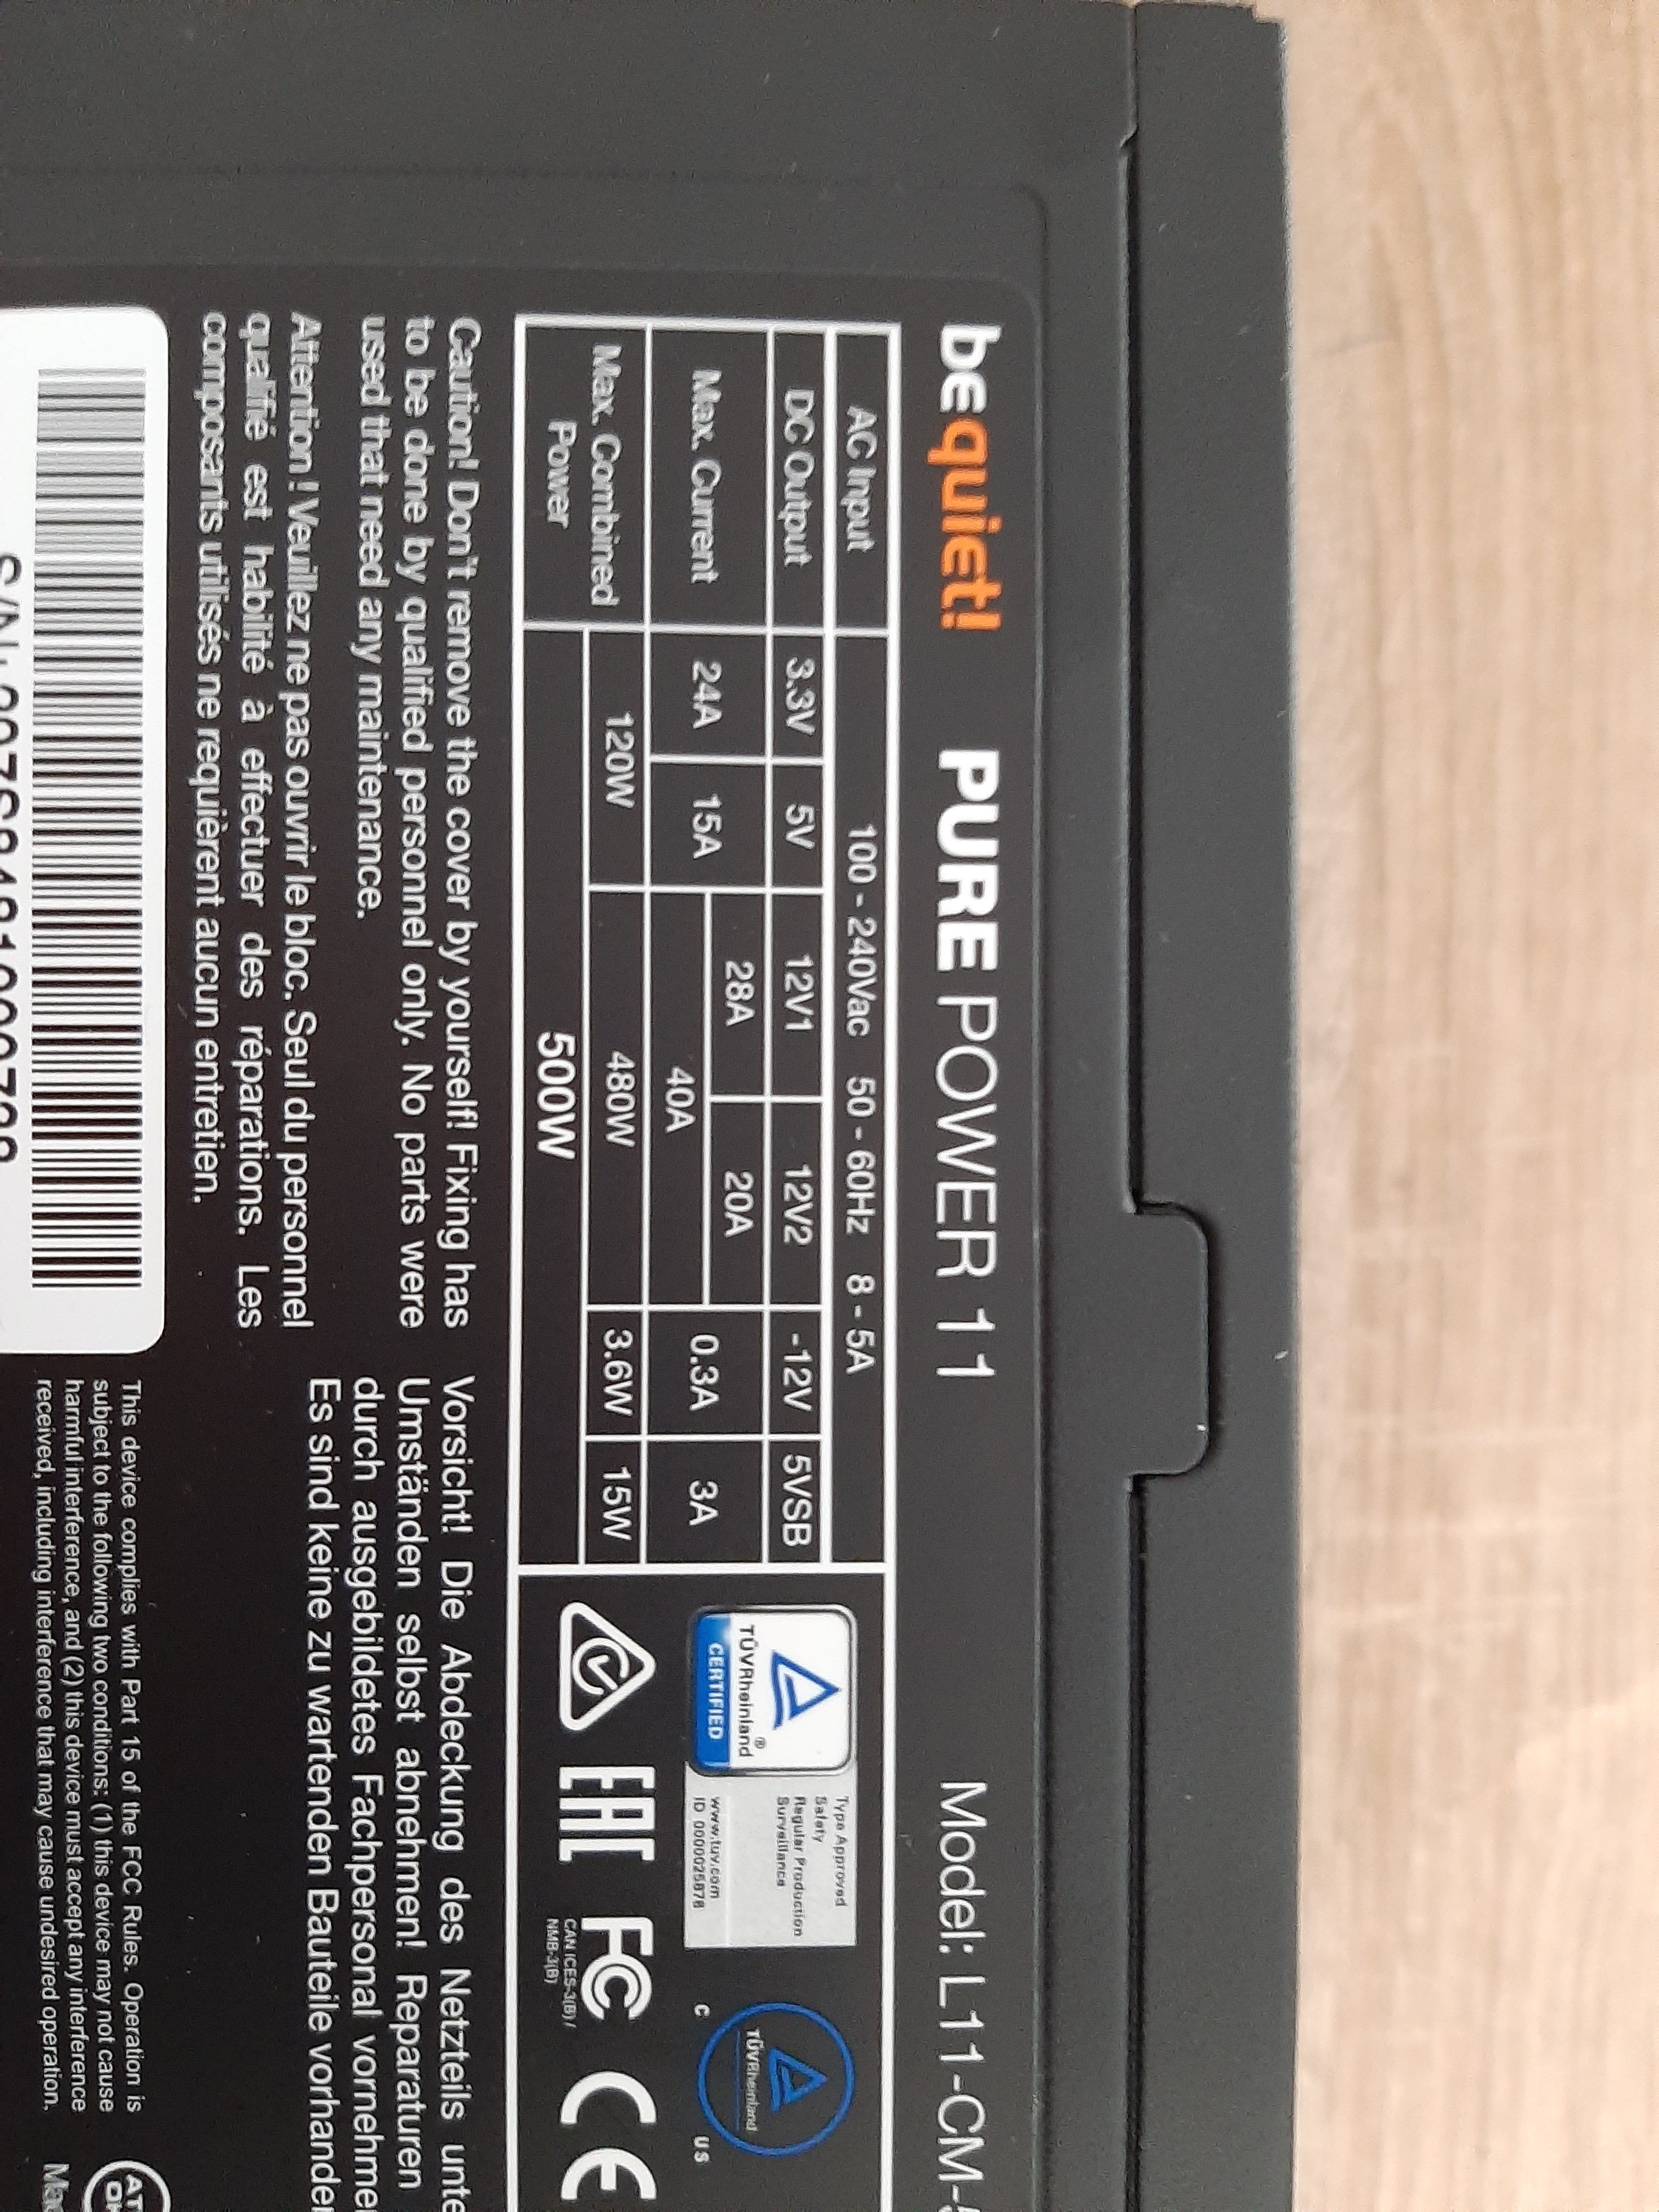 be quiet! PURE POWER 11 Model: L11-CM-
AC Input 100 - 240Vac 50 - 60Hz 8 - 5A
DC Output 3.3V 5V 12V1 12V2 -12V 5VSB
Max. Current 24A 15A 28A 20A 0.3A 3A
40A
Max. Combined Power 120W 480W 3.6W 15W
500W
TÜVRheinland®
CERTIFIED
Type Approved
Safety
Regular Production
Surveillance
www.tuv.com
ID 0000025878
TÜVRheinland
C US
EAC FC CE
CAN ICES-3(B) /
NMB-3(B)
Caution! Don't remove the cover by yourself! Fixing has
to be done by qualified personnel only. No parts were
used that need any maintenance.
Attention ! Veuillez ne pas ouvrir le bloc. Seul du personnel
qualifié est habilité à effectuer des réparations. Les
composants utilisés ne requièrent aucun entretien.
Vorsicht! Die Abdeckung des Netzteils unte
Umständen selbst abnehmen! Reparaturen
durch ausgebildetes Fachpersonal vornehme
Es sind keine zu wartenden Bauteile vorhanden
This device complies with Part 15 of the FCC Rules. Operation is
subject to the following two conditions: (1) this device may not cause
harmful interference, and (2) this device must accept any interference
received, including interference that may cause undesired operation.